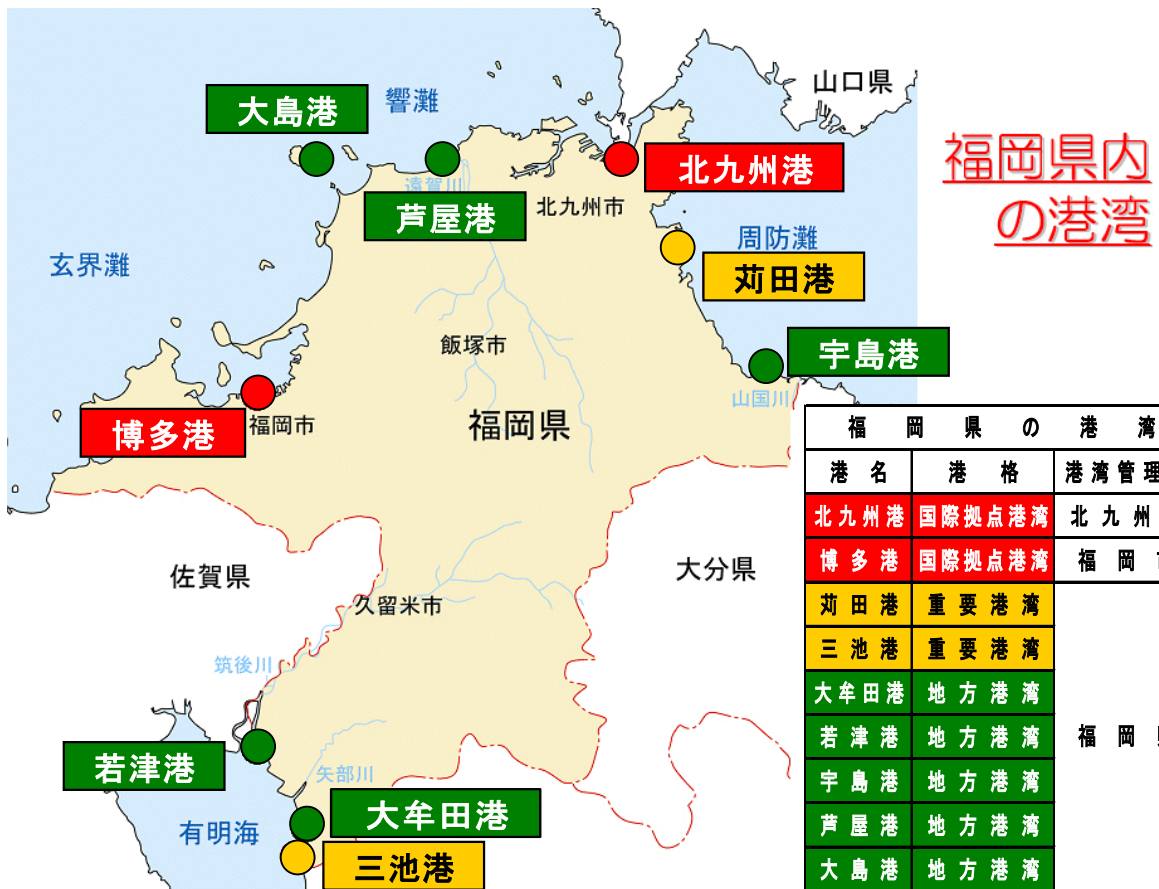 山口県
大島港
響灘
福岡県内
の港湾
北九州港
遠賀川
芦屋港
北九州市
周防灘
玄界灘
苅田港
飯塚市
宇島港
山国川
博多港
福岡市
福岡県
福岡県の港湾
港名 港格 港湾管理
北九州港 国際拠点港湾 北九州
博多港 国際拠点港湾 福岡
苅田港 重要港湾
三池港 重要港湾
大牟田港 地方港湾
若津港 地方港湾 福岡
宇島港 地方港湾
芦屋港 地方港湾
大島港 地方港湾
佐賀県
大分県
久留米市
筑後川
若津港
矢部川
有明海
大牟田港
三池港